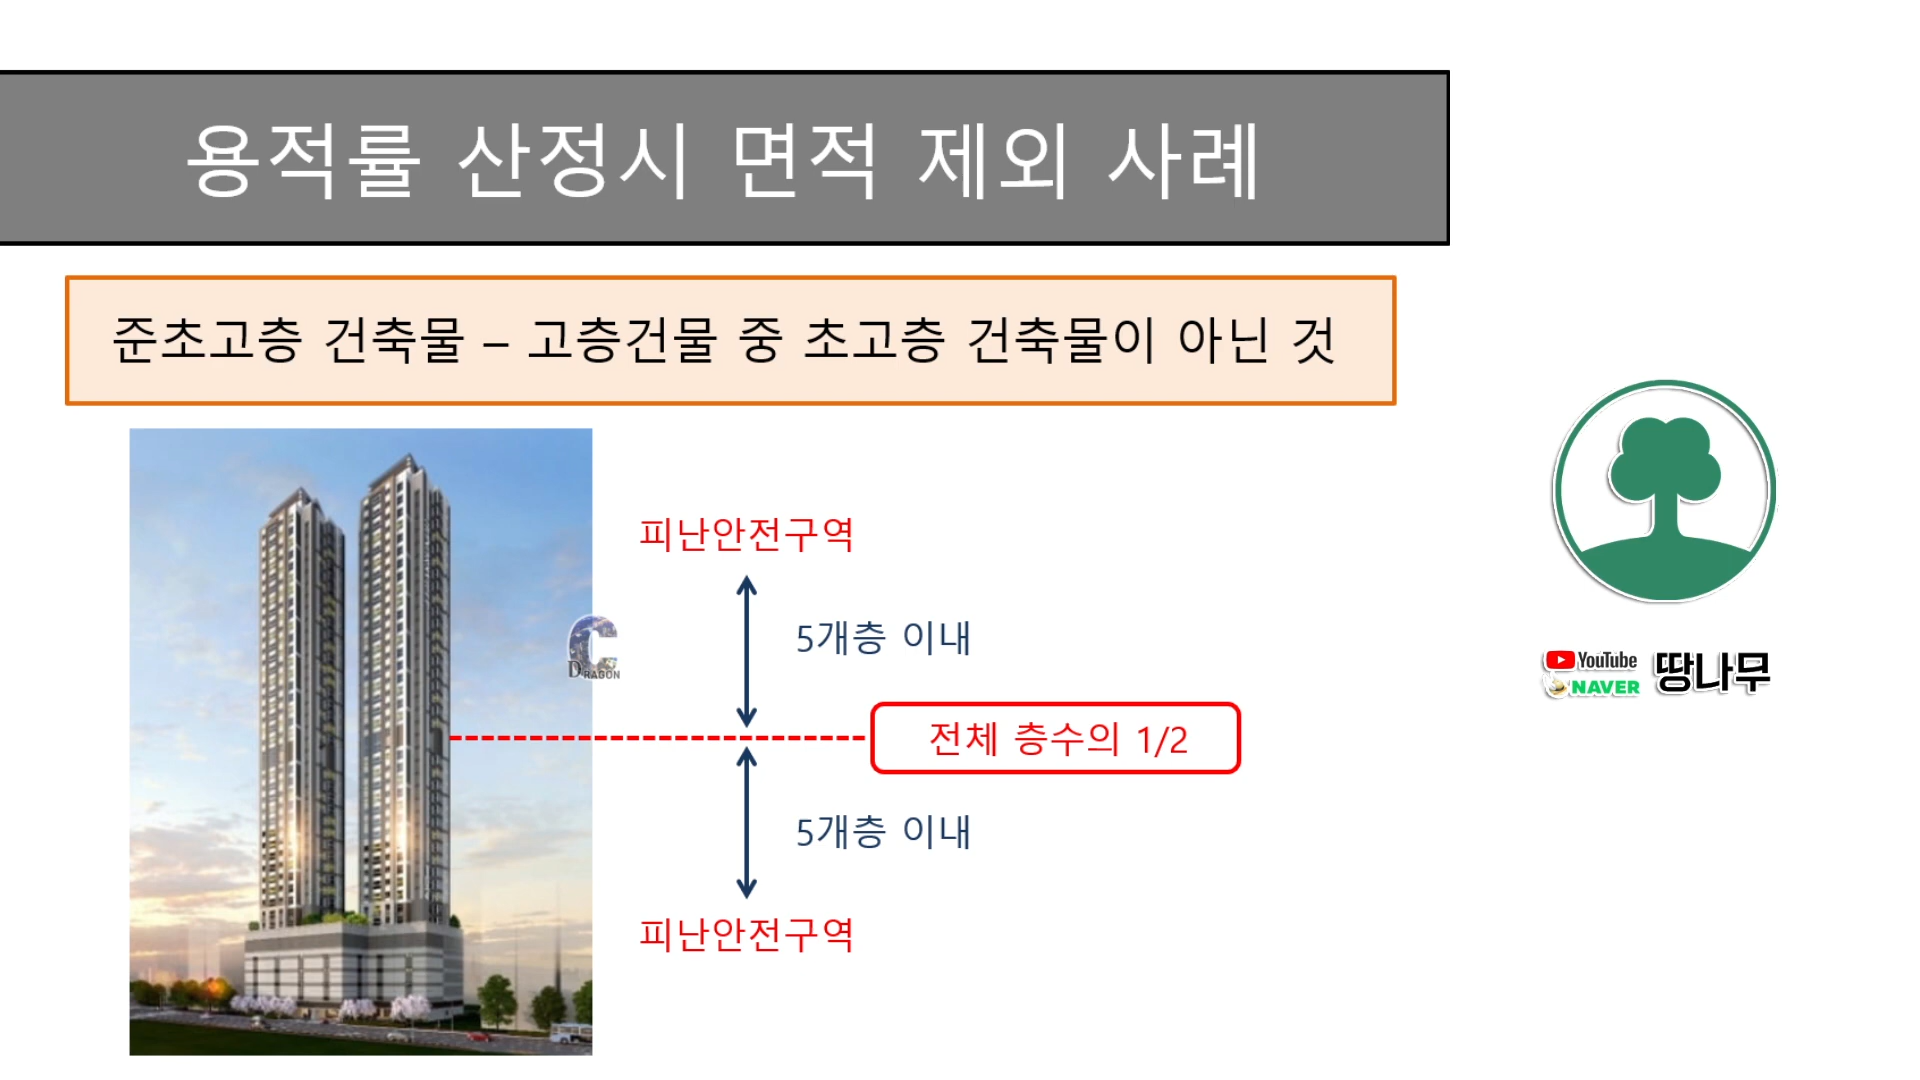 용적률 산정시 면적 제외 사례
준초고층 건축물 – 고층건물 중 초고층 건축물이 아닌 것
피난안전구역
5개층 이내
C
DRAGON
전체 층수의 1/2
5개층 이내
피난안전구역
YouTube
NAVER
땅나무